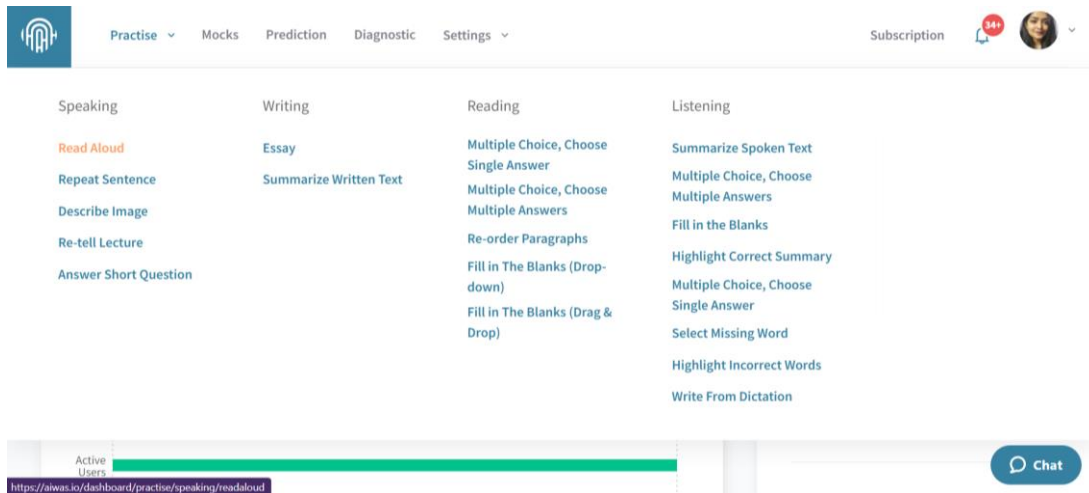 Practise
Mocks
Prediction
Diagnostic
Settings
Subscription
34+
Speaking
Read Aloud
Repeat Sentence
Describe Image
Re-tell Lecture
Answer Short Question
Writing
Essay
Summarize Written Text
Reading
Multiple Choice, Choose
Single Answer
Multiple Choice, Choose
Multiple Answers
Re-order Paragraphs
Fill in The Blanks (Drop-
down)
Fill in The Blanks (Drag &
Drop)
Listening
Summarize Spoken Text
Multiple Choice, Choose
Multiple Answers
Fill in the Blanks
Highlight Correct Summary
Multiple Choice, Choose
Single Answer
Select Missing Word
Highlight Incorrect Words
Write From Dictation
Active
Users
Chat
https://aiwas.io/dashboard/practise/speaking/readaloud